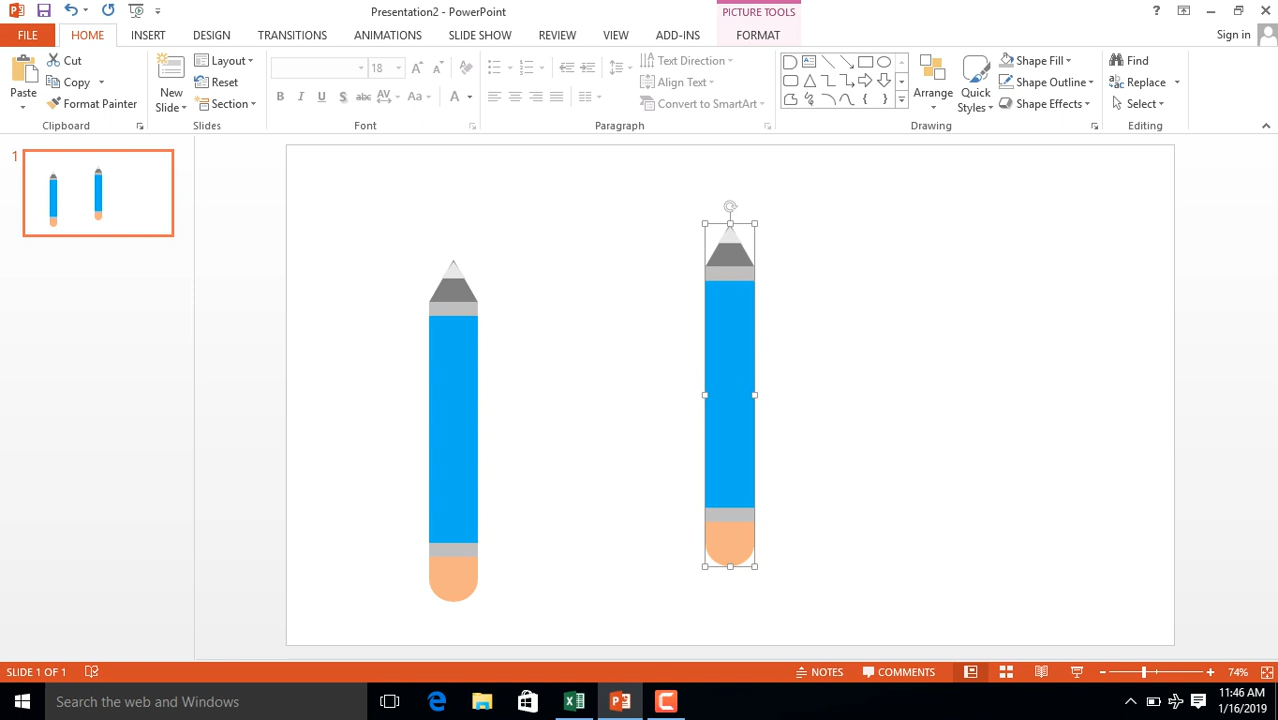 Presentation2 - PowerPoint
PICTURE TOOLS
?
FILE
HOME
INSERT
DESIGN
TRANSITIONS
ANIMATIONS
SLIDE SHOW
REVIEW
VIEW
ADD-INS
FORMAT
Sign in
Paste
Cut
Copy
Format Painter
Clipboard
New
Slide
Layout
Reset
Section
Slides
18
A A
B I U S abc AV Aa A
Font
Text Direction
Align Text
Convert to SmartArt
Paragraph
Arrange
Quick
Styles
Shape Fill
Shape Outline
Shape Effects
Drawing
Find
Replace
Select
Editing
1
SLIDE 1 OF 1
NOTES
COMMENTS
74%
Search the web and Windows
11:46 AM
1/16/2019